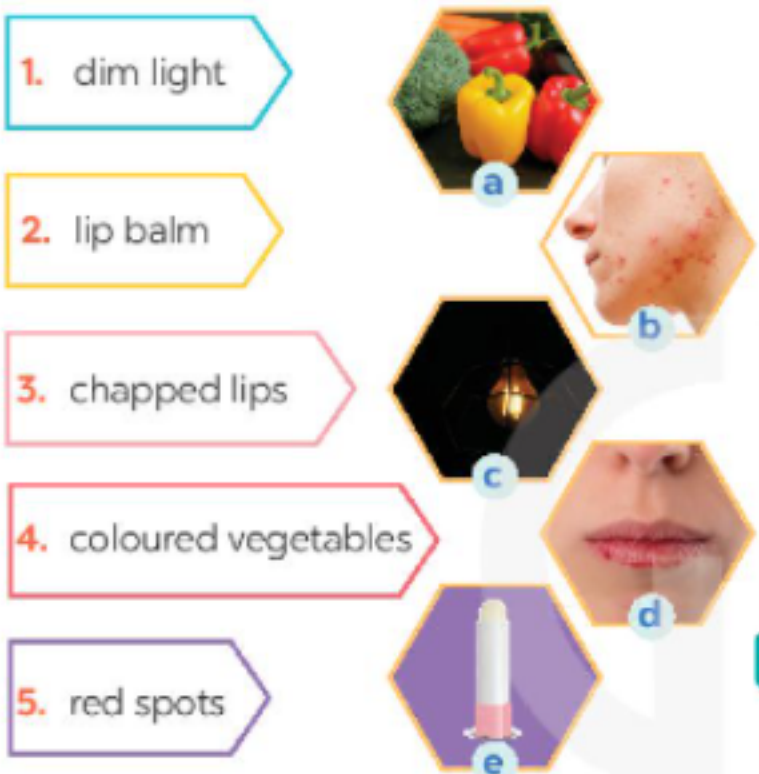 1. dim light
a
2. lip balm
b
3. chapped lips
c
4. coloured vegetables
d
5. red spots
e